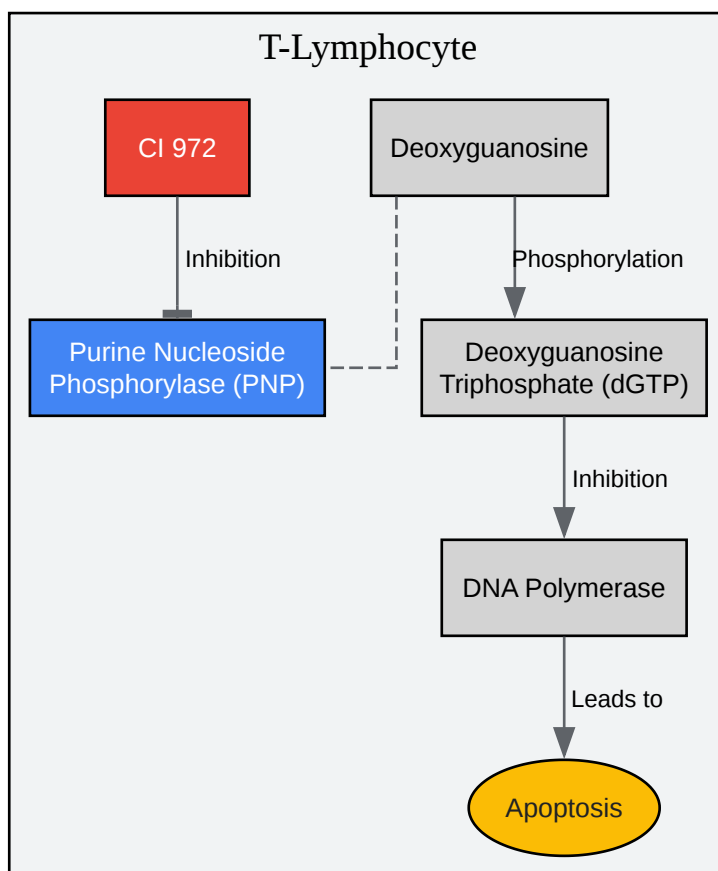 T-Lymphocyte
CI 972
Deoxyguanosine
Inhibition
Phosphorylation
Purine Nucleoside
Phosphorylase (PNP)
Deoxyguanosine
Triphosphate (dGTP)
Inhibition
DNA Polymerase
Leads to
Apoptosis